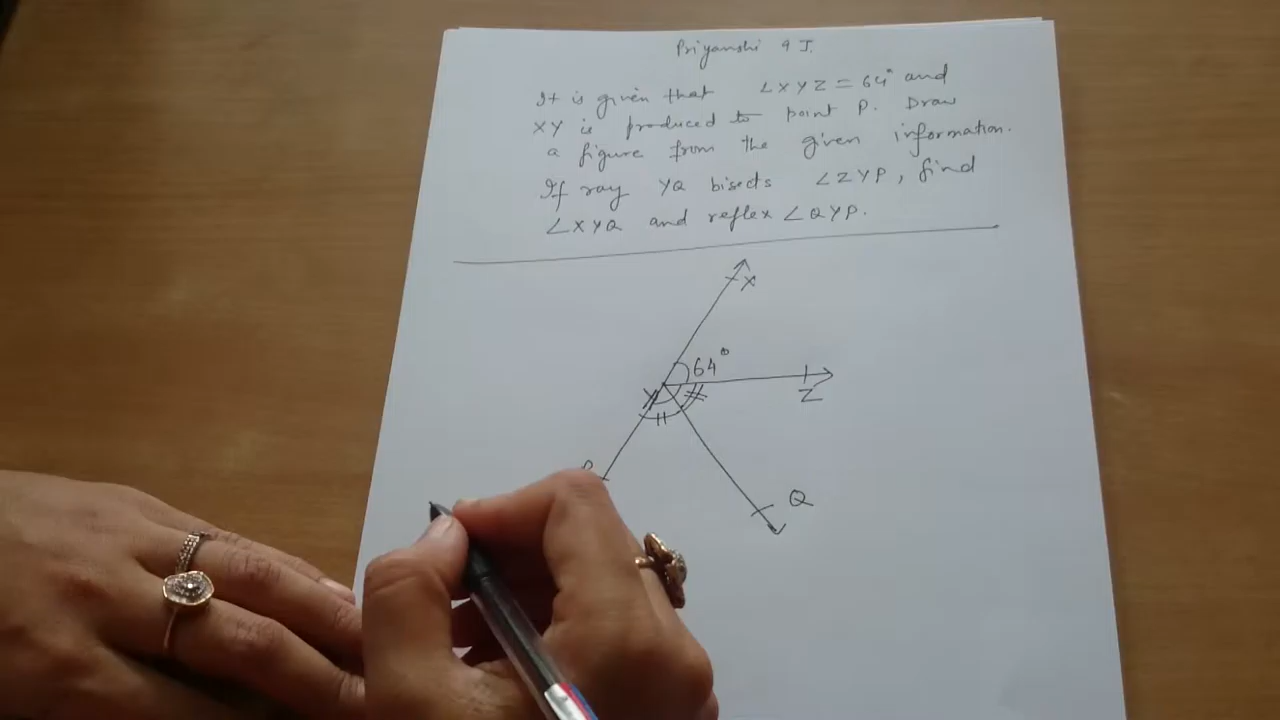 Priyanshi 9 J.
It is given that ∠XYZ = 64° and
XY is produced to point P. Draw
a figure from the given information.
If ray YQ bisects ∠ZYP, find
∠XYQ and reflex ∠QYP.
X
64°
Y
Z
P
Q